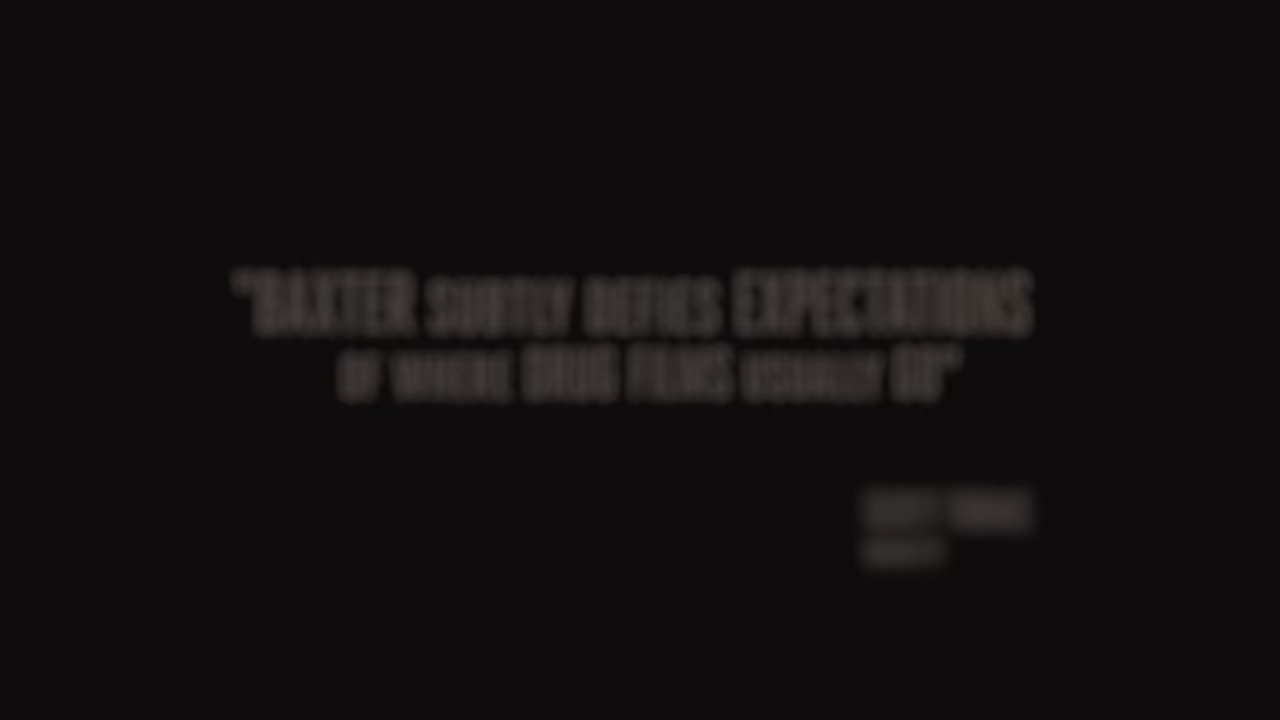 "BAXTER SUBTLY DEFIES EXPECTATIONS
OF WHERE DRUG FILMS USUALLY GO"